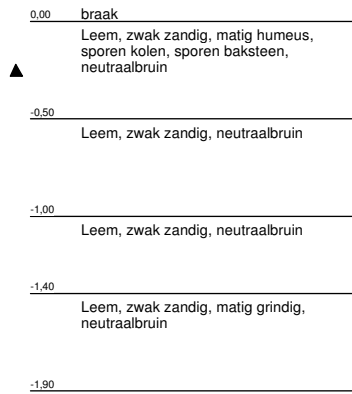 0,00 braak
Leem, zwak zandig, matig humeus,
sporen kolen, sporen baksteen,
neutraalbruin
-0,50
Leem, zwak zandig, neutraalbruin
-1,00
Leem, zwak zandig, neutraalbruin
-1,40
Leem, zwak zandig, matig grindig,
neutraalbruin
-1,90